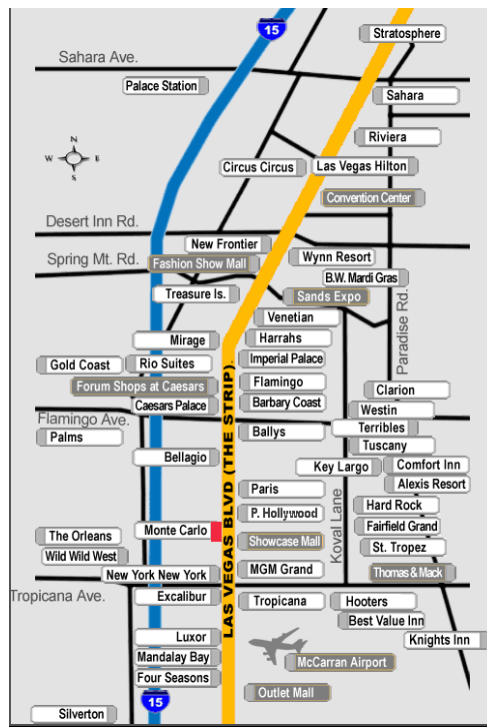 15
Stratosphere
Sahara Ave.
Palace Station
Sahara
Riviera
N
W E
S
Circus Circus
Las Vegas Hilton
Convention Center
Desert Inn Rd.
New Frontier
Wynn Resort
Spring Mt. Rd.
Fashion Show Mall
B.W. Mardi Gras
Treasure Is.
Sands Expo
Venetian
Paradise Rd.
Mirage
Harrahs
Gold Coast
Rio Suites
Imperial Palace
Forum Shops at Caesars
Flamingo
Clarion
Caesars Palace
Barbary Coast
Westin
Flamingo Ave.
Terribles
Palms
Ballys
Tuscany
Bellagio
Key Largo
Comfort Inn
Alexis Resort
LAS VEGAS BLVD (THE STRIP).
Paris
Koval Lane
Hard Rock
P. Hollywood
Fairfield Grand
Monte Carlo
The Orleans
Showcase Mall
St. Tropez
Wild Wild West
New York New York
MGM Grand
Thomas & Mack
Tropicana Ave.
Excalibur
Tropicana
Hooters
Best Value Inn
Luxor
Knights Inn
Mandalay Bay
McCarran Airport
Four Seasons
Outlet Mall
15
Silverton